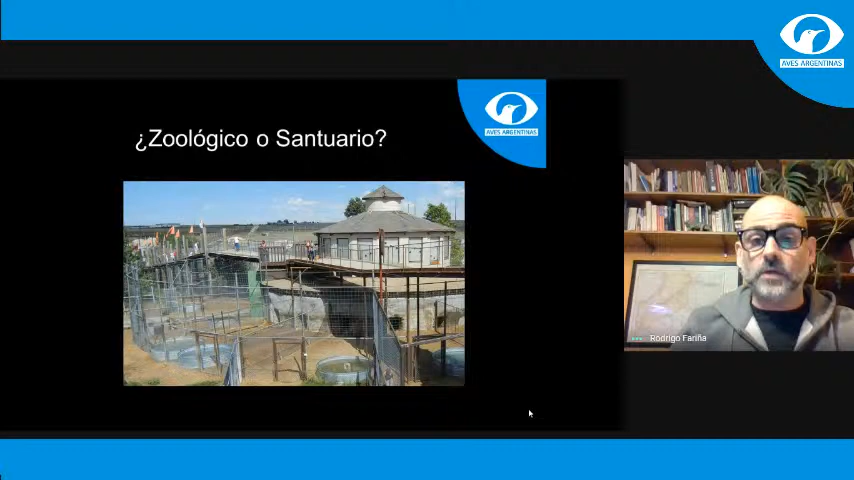 AVES ARGENTINAS
¿Zoológico o Santuario?
AVES ARGENTINAS
Rodrigo Fariña